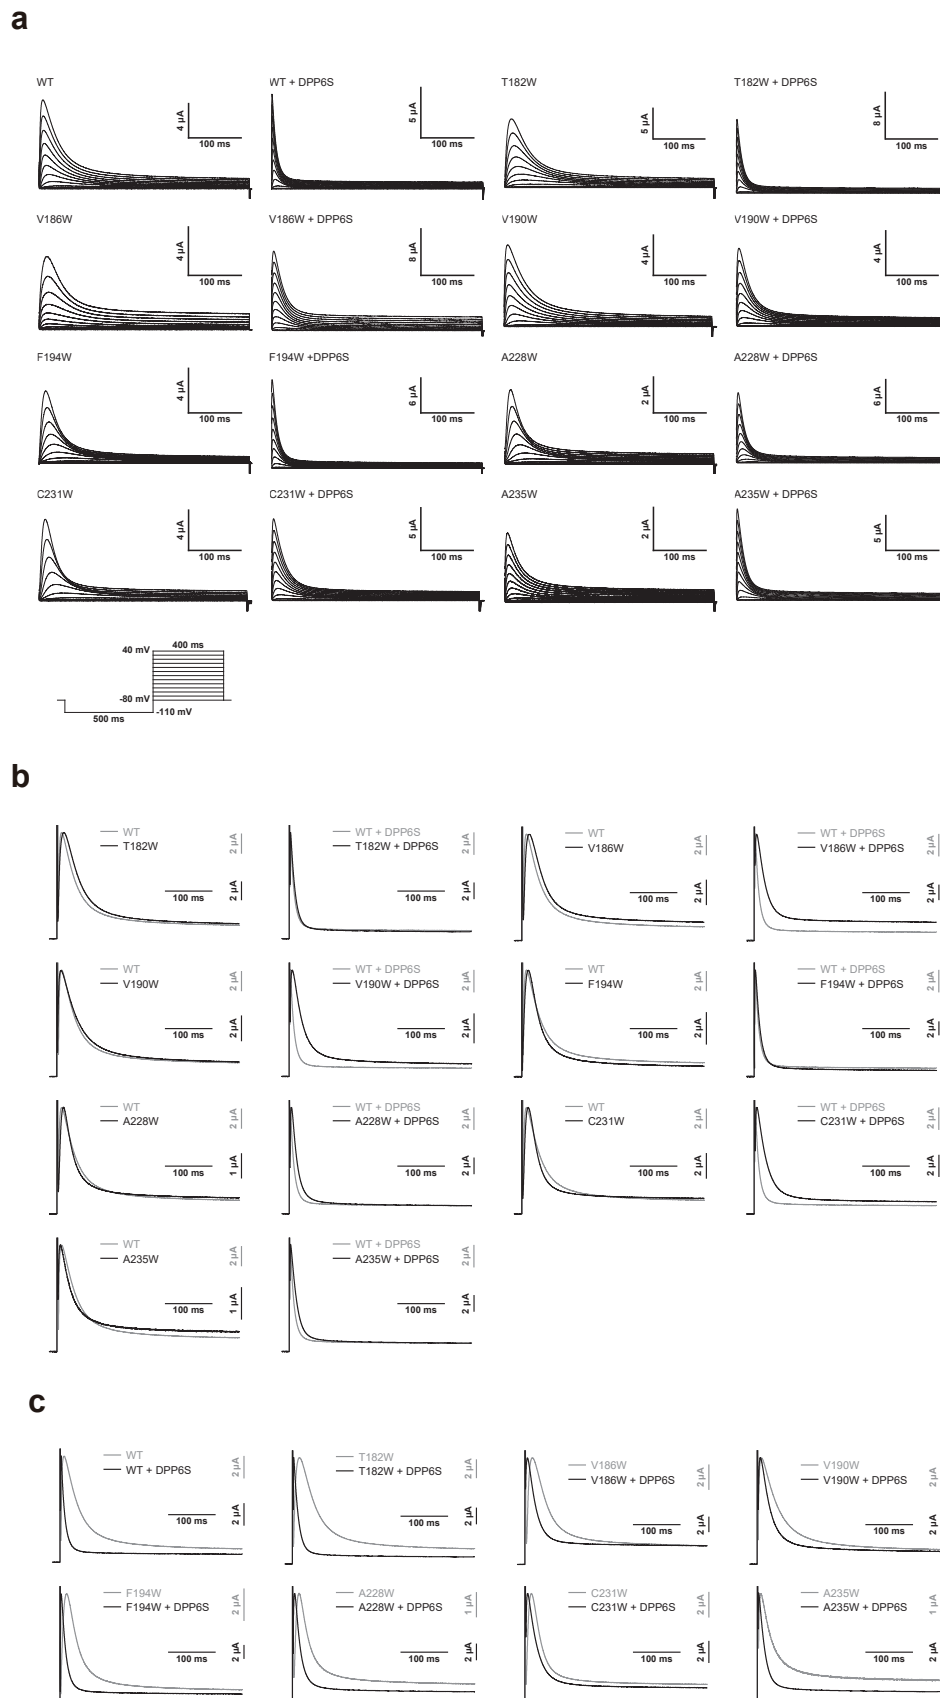 a
WT
4 µA
100 ms
WT + DPP6S
5 µA
100 ms
T182W
5 µA
100 ms
T182W + DPP6S
8 µA
100 ms
V186W
4 µA
100 ms
V186W + DPP6S
8 µA
100 ms
V190W
4 µA
100 ms
V190W + DPP6S
4 µA
100 ms
F194W
4 µA
100 ms
F194W +DPP6S
6 µA
100 ms
A228W
2 µA
100 ms
A228W + DPP6S
6 µA
100 ms
C231W
4 µA
100 ms
C231W + DPP6S
5 µA
100 ms
A235W
2 µA
100 ms
A235W + DPP6S
5 µA
100 ms
40 mV
400 ms
-80 mV
-110 mV
500 ms
b
WT
T182W
2 µA
2 µA
100 ms
WT + DPP6S
T182W + DPP6S
2 µA
2 µA
100 ms
WT
V186W
2 µA
2 µA
100 ms
WT + DPP6S
V186W + DPP6S
2 µA
2 µA
100 ms
WT
V190W
2 µA
2 µA
100 ms
WT + DPP6S
V190W + DPP6S
2 µA
2 µA
100 ms
WT
F194W
2 µA
2 µA
100 ms
WT + DPP6S
F194W + DPP6S
2 µA
2 µA
100 ms
WT
A228W
2 µA
1 µA
100 ms
WT + DPP6S
A228W + DPP6S
2 µA
2 µA
100 ms
WT
C231W
2 µA
2 µA
100 ms
WT + DPP6S
C231W + DPP6S
2 µA
2 µA
100 ms
WT
A235W
2 µA
1 µA
100 ms
WT + DPP6S
A235W + DPP6S
2 µA
2 µA
100 ms
c
WT
WT + DPP6S
2 µA
2 µA
100 ms
T182W
T182W + DPP6S
2 µA
2 µA
100 ms
V186W
V186W + DPP6S
2 µA
2 µA
100 ms
V190W
V190W + DPP6S
2 µA
2 µA
100 ms
F194W
F194W + DPP6S
2 µA
2 µA
100 ms
A228W
A228W + DPP6S
1 µA
2 µA
100 ms
C231W
C231W + DPP6S
2 µA
2 µA
100 ms
A235W
A235W + DPP6S
1 µA
2 µA
100 ms